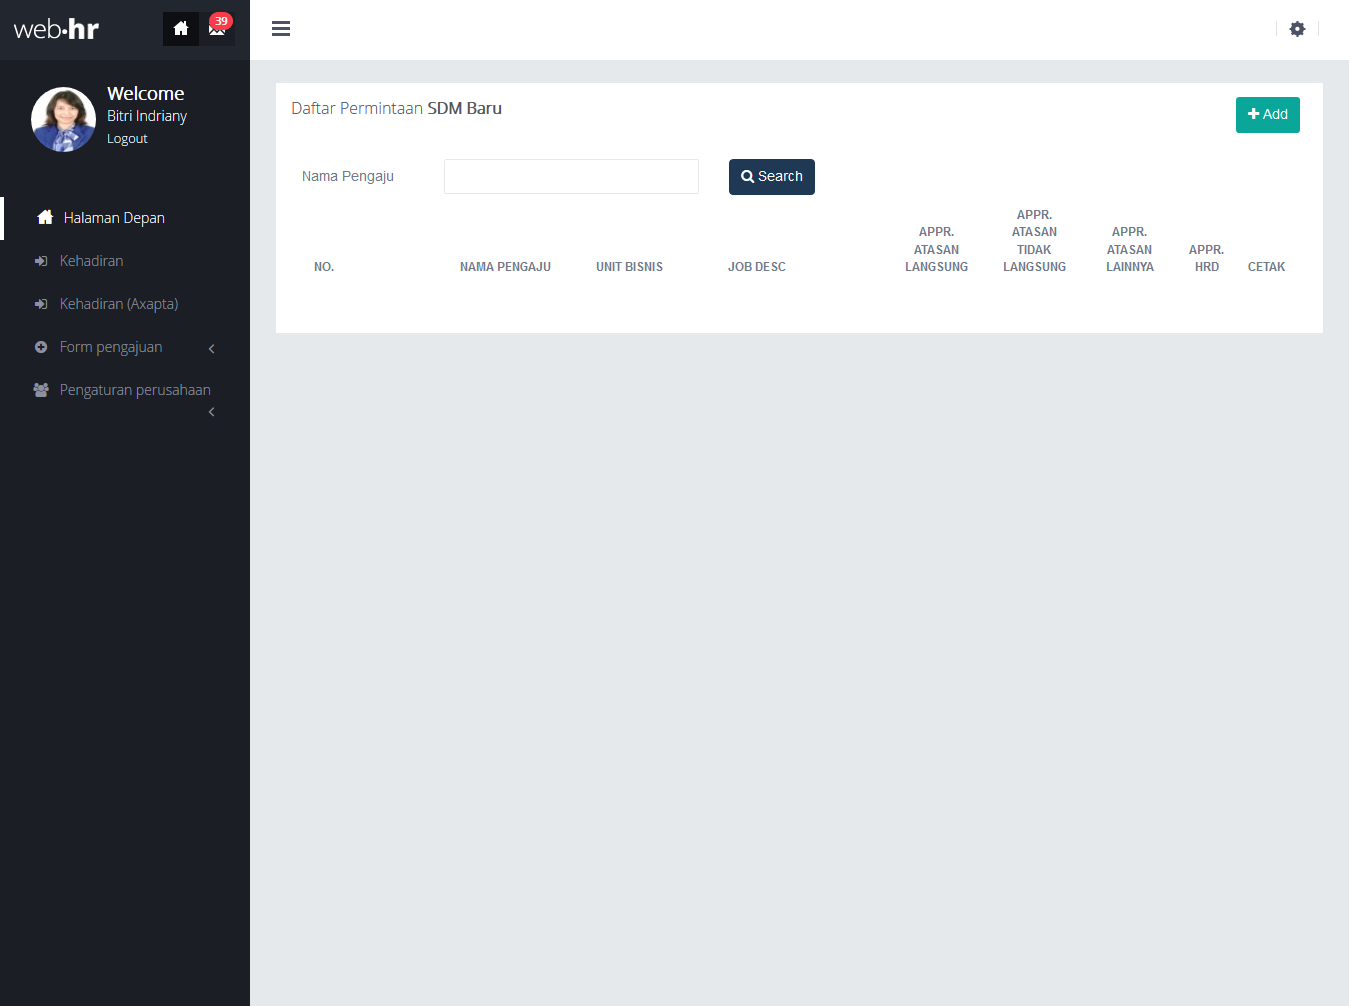 web·hr
39
Welcome
Bitri Indriany
Logout
Halaman Depan
Kehadiran
Kehadiran (Axapta)
Form pengajuan
Pengaturan perusahaan
Daftar Permintaan SDM Baru
Add
Nama Pengaju
Search
NO.
NAMA PENGAJU
UNIT BISNIS
JOB DESC
APPR.
ATASAN
LANGSUNG
APPR.
ATASAN
TIDAK
LANGSUNG
APPR.
ATASAN
LAINNYA
APPR.
HRD
CETAK